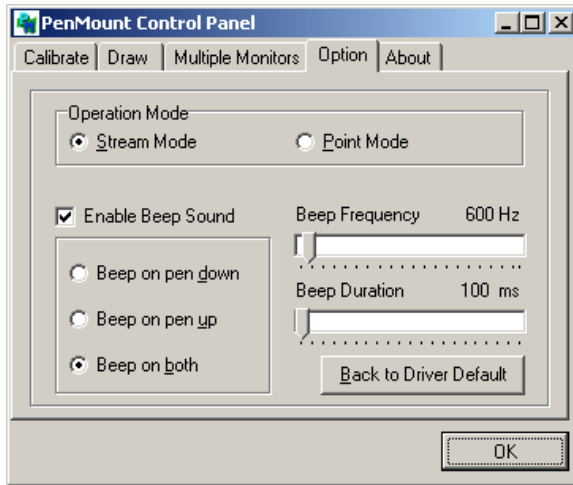 PenMount Control Panel
Calibrate Draw Multiple Monitors Option About
Operation Mode
Stream Mode Point Mode
Enable Beep Sound
Beep Frequency 600 Hz
Beep on pen down
Beep Duration 100 ms
Beep on pen up
Beep on both
Back to Driver Default
OK